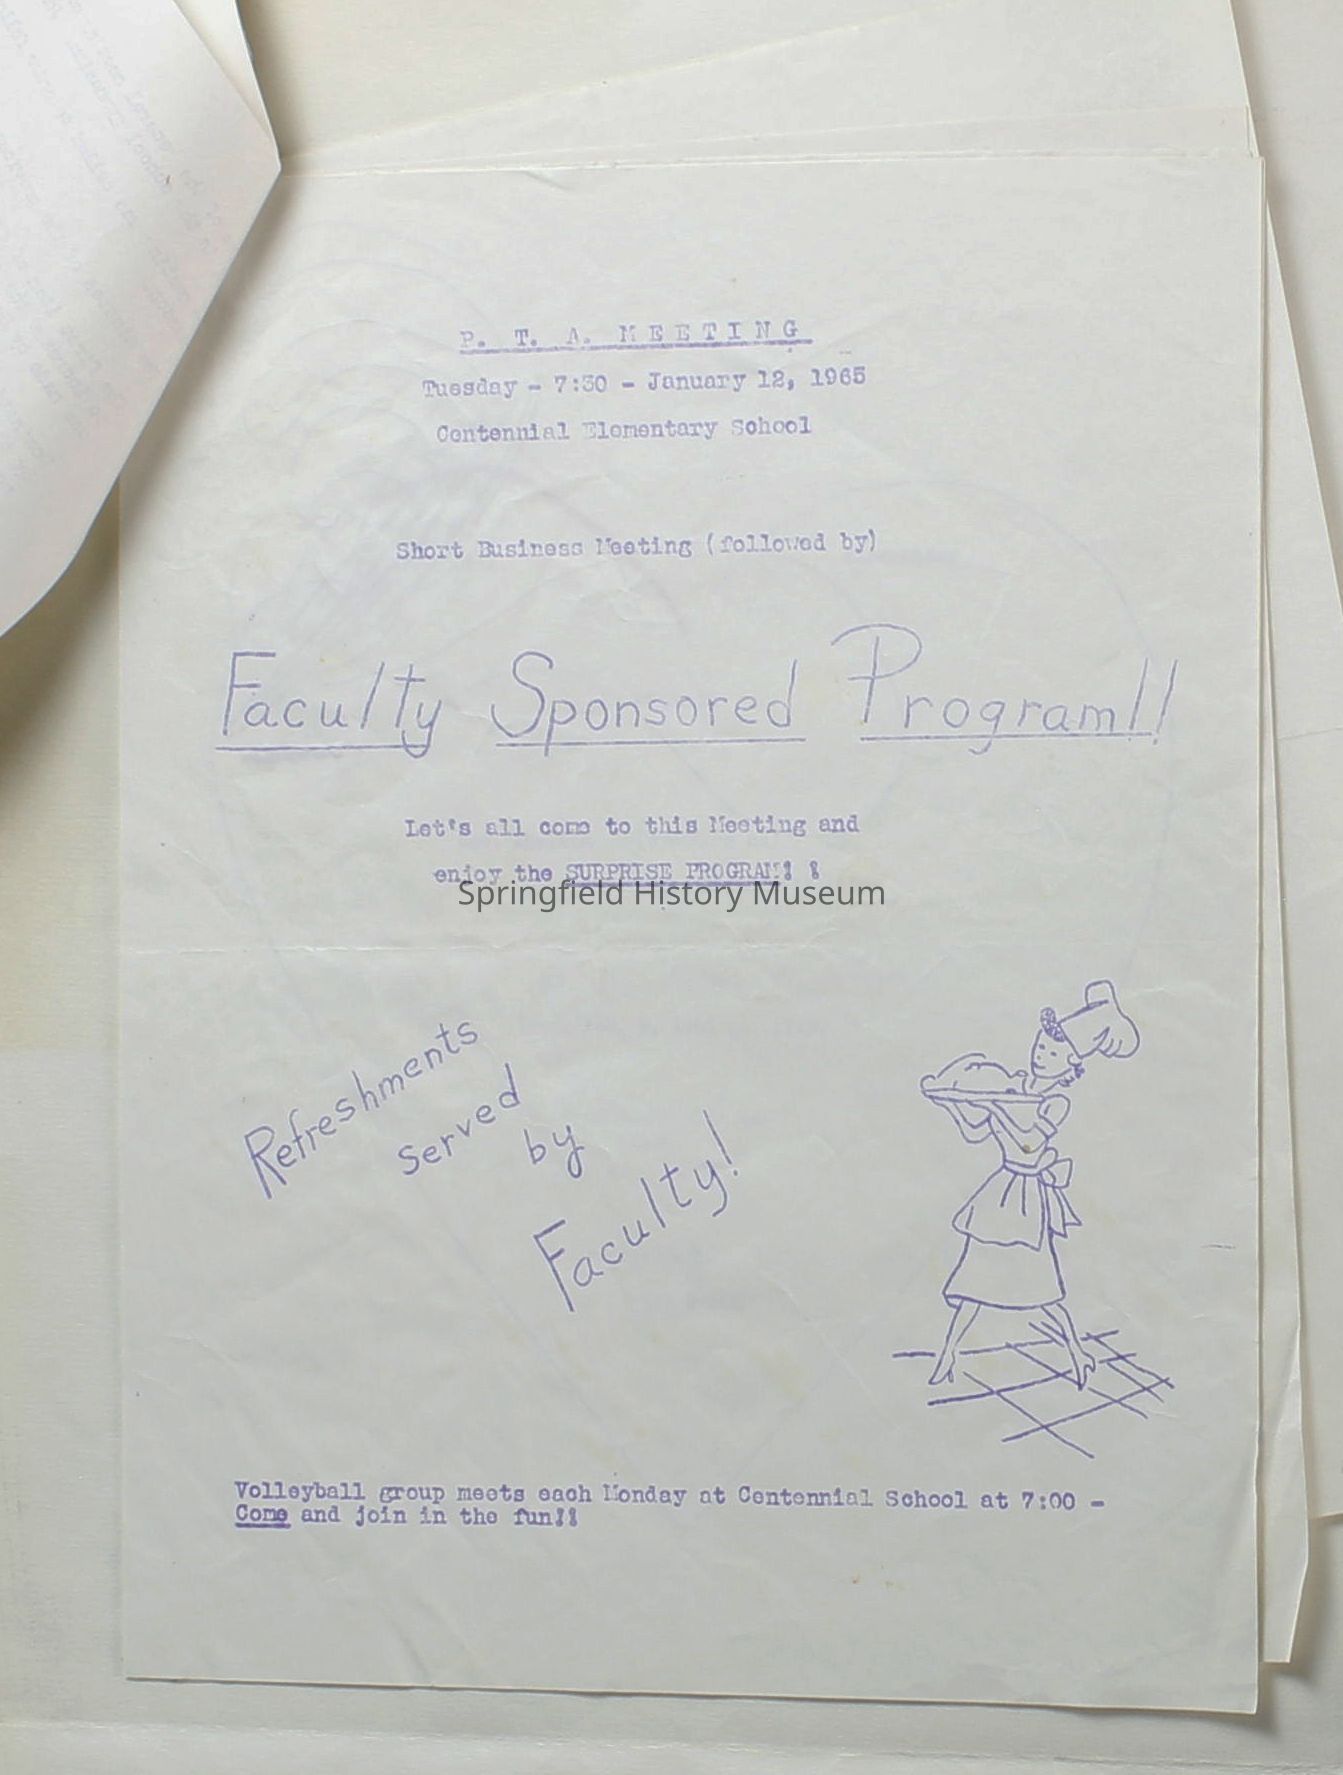 P. T. A. MEETING
Tuesday - 7:30 - January 12, 1965
Centennial Elementary School
Short Business Meeting (followed by)
Faculty Sponsored Program!!
Let's all come to this Meeting and
enjoy the SURPRISE PROGRAM! !
Springfield History Museum
Refreshments
served
by
Faculty!
Volleyball group meets each Monday at Centennial School at 7:00 -
Come and join in the fun!!